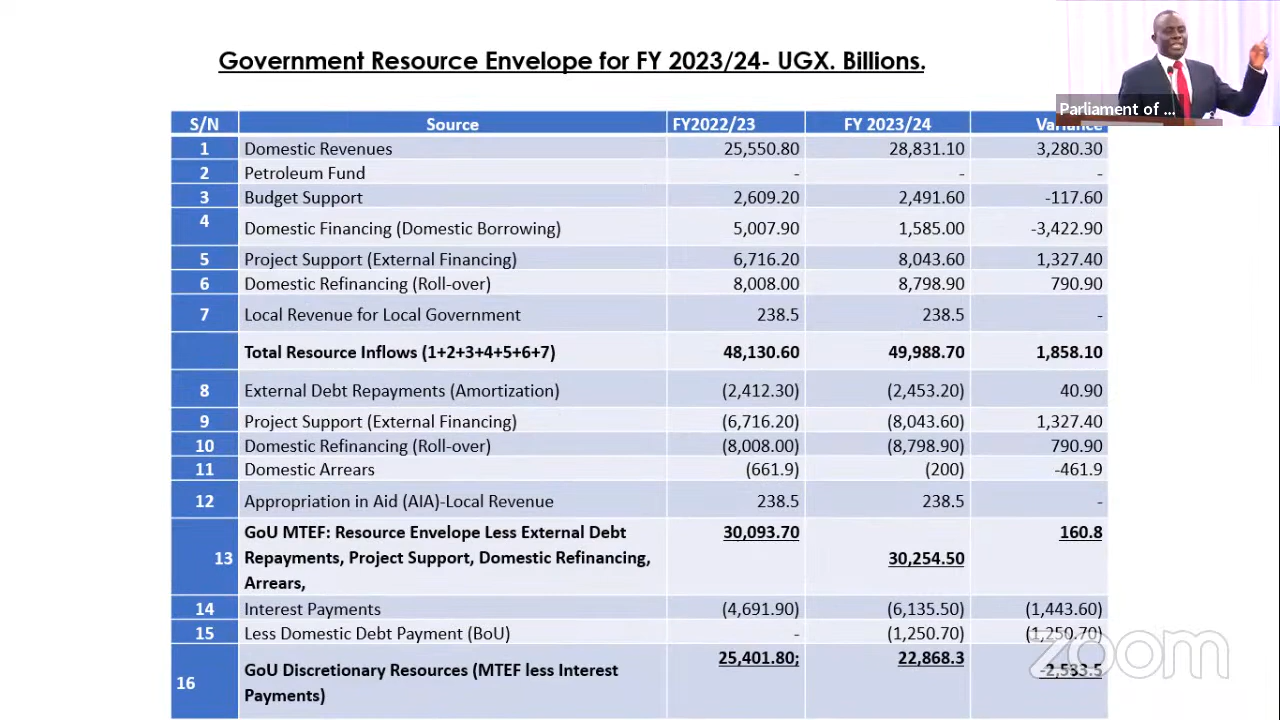 Government Resource Envelope for FY 2023/24- UGX. Billions.
Parliament of ...
S/N Source FY2022/23 FY 2023/24 Variance
1 Domestic Revenues 25,550.80 28,831.10 3,280.30
2 Petroleum Fund - - -
3 Budget Support 2,609.20 2,491.60 -117.60
4 Domestic Financing (Domestic Borrowing) 5,007.90 1,585.00 -3,422.90
5 Project Support (External Financing) 6,716.20 8,043.60 1,327.40
6 Domestic Refinancing (Roll-over) 8,008.00 8,798.90 790.90
7 Local Revenue for Local Government 238.5 238.5 -
Total Resource Inflows (1+2+3+4+5+6+7) 48,130.60 49,988.70 1,858.10
8 External Debt Repayments (Amortization) (2,412.30) (2,453.20) 40.90
9 Project Support (External Financing) (6,716.20) (8,043.60) 1,327.40
10 Domestic Refinancing (Roll-over) (8,008.00) (8,798.90) 790.90
11 Domestic Arrears (661.9) (200) -461.9
12 Appropriation in Aid (AIA)-Local Revenue 238.5 238.5 -
GoU MTEF: Resource Envelope Less External Debt 30,093.70 160.8
13 Repayments, Project Support, Domestic Refinancing, 30,254.50
Arrears,
14 Interest Payments (4,691.90) (6,135.50) (1,443.60)
15 Less Domestic Debt Payment (BoU) - (1,250.70) (1,250.70)
16 GoU Discretionary Resources (MTEF less Interest 25,401.80; 22,868.3 -2,533.5
Payments)
zoom